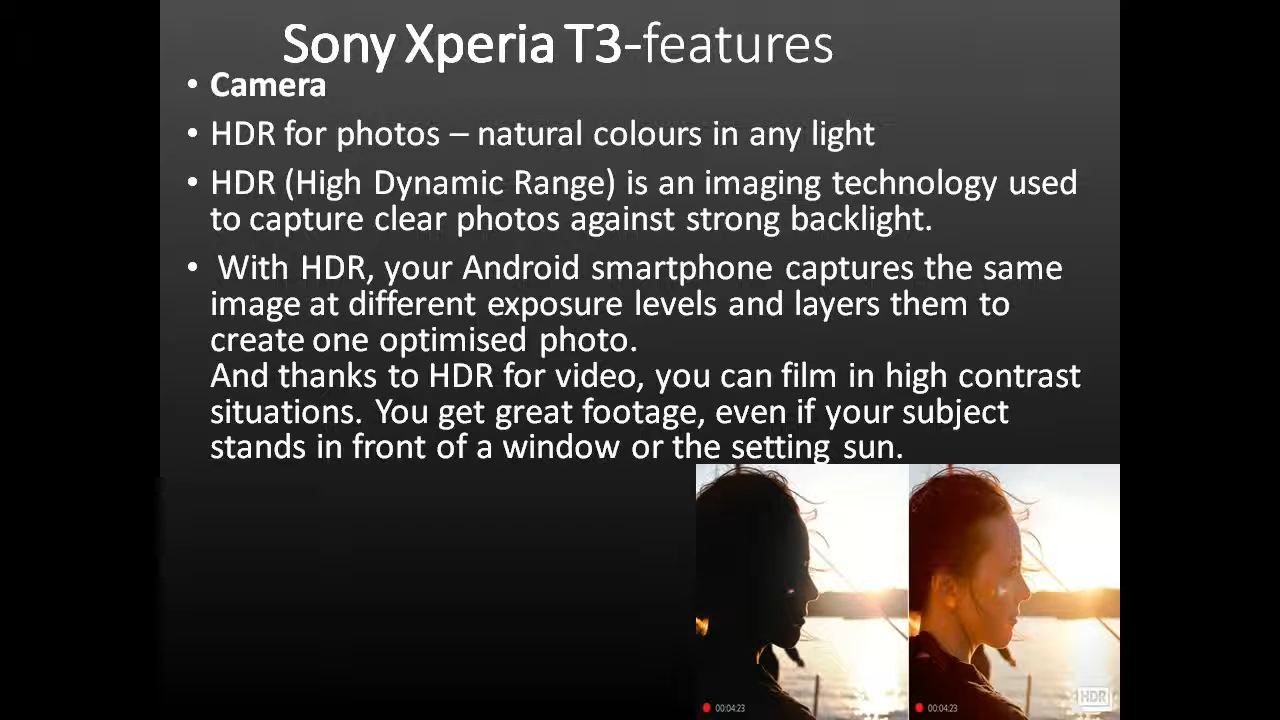 Sony Xperia T3-features
• Camera
• HDR for photos – natural colours in any light
• HDR (High Dynamic Range) is an imaging technology used
to capture clear photos against strong backlight.
• With HDR, your Android smartphone captures the same
image at different exposure levels and layers them to
create one optimised photo.
And thanks to HDR for video, you can film in high contrast
situations. You get great footage, even if your subject
stands in front of a window or the setting sun.
HDR
00:04:23
00:04:23